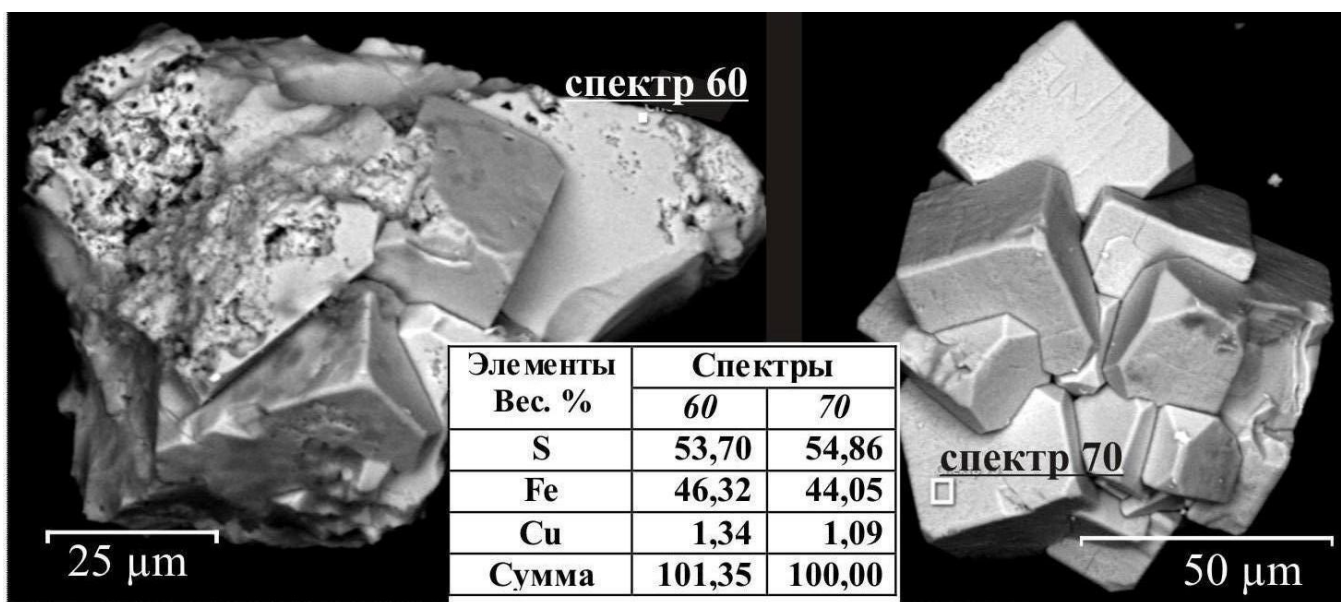 спектр 60
Элементы Вес. % Спектры
60 70
S 53,70 54,86
Fe 46,32 44,05
Cu 1,34 1,09
Сумма 101,35 100,00
спектр 70
25 µm
50 µm